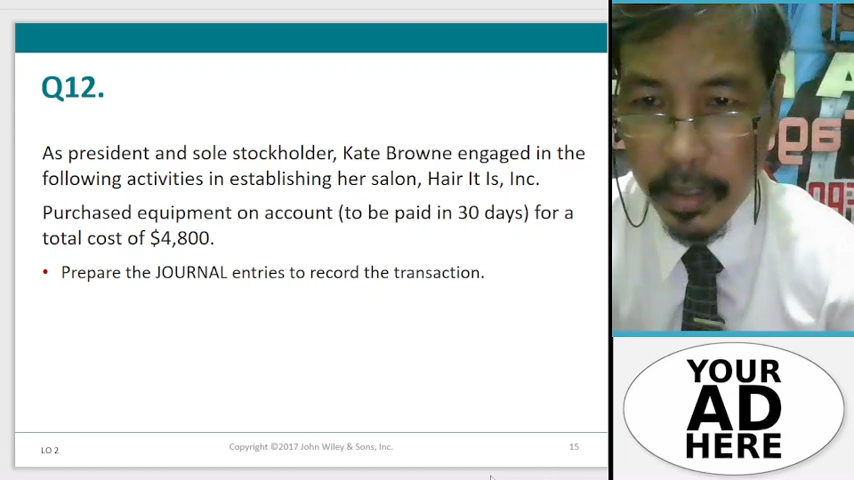 Q12.
As president and sole stockholder, Kate Browne engaged in the
following activities in establishing her salon, Hair It Is, Inc.
Purchased equipment on account (to be paid in 30 days) for a
total cost of $4,800.
• Prepare the JOURNAL entries to record the transaction.
LO 2
Copyright ©2017 John Wiley & Sons, Inc.
15
YOUR
AD
HERE